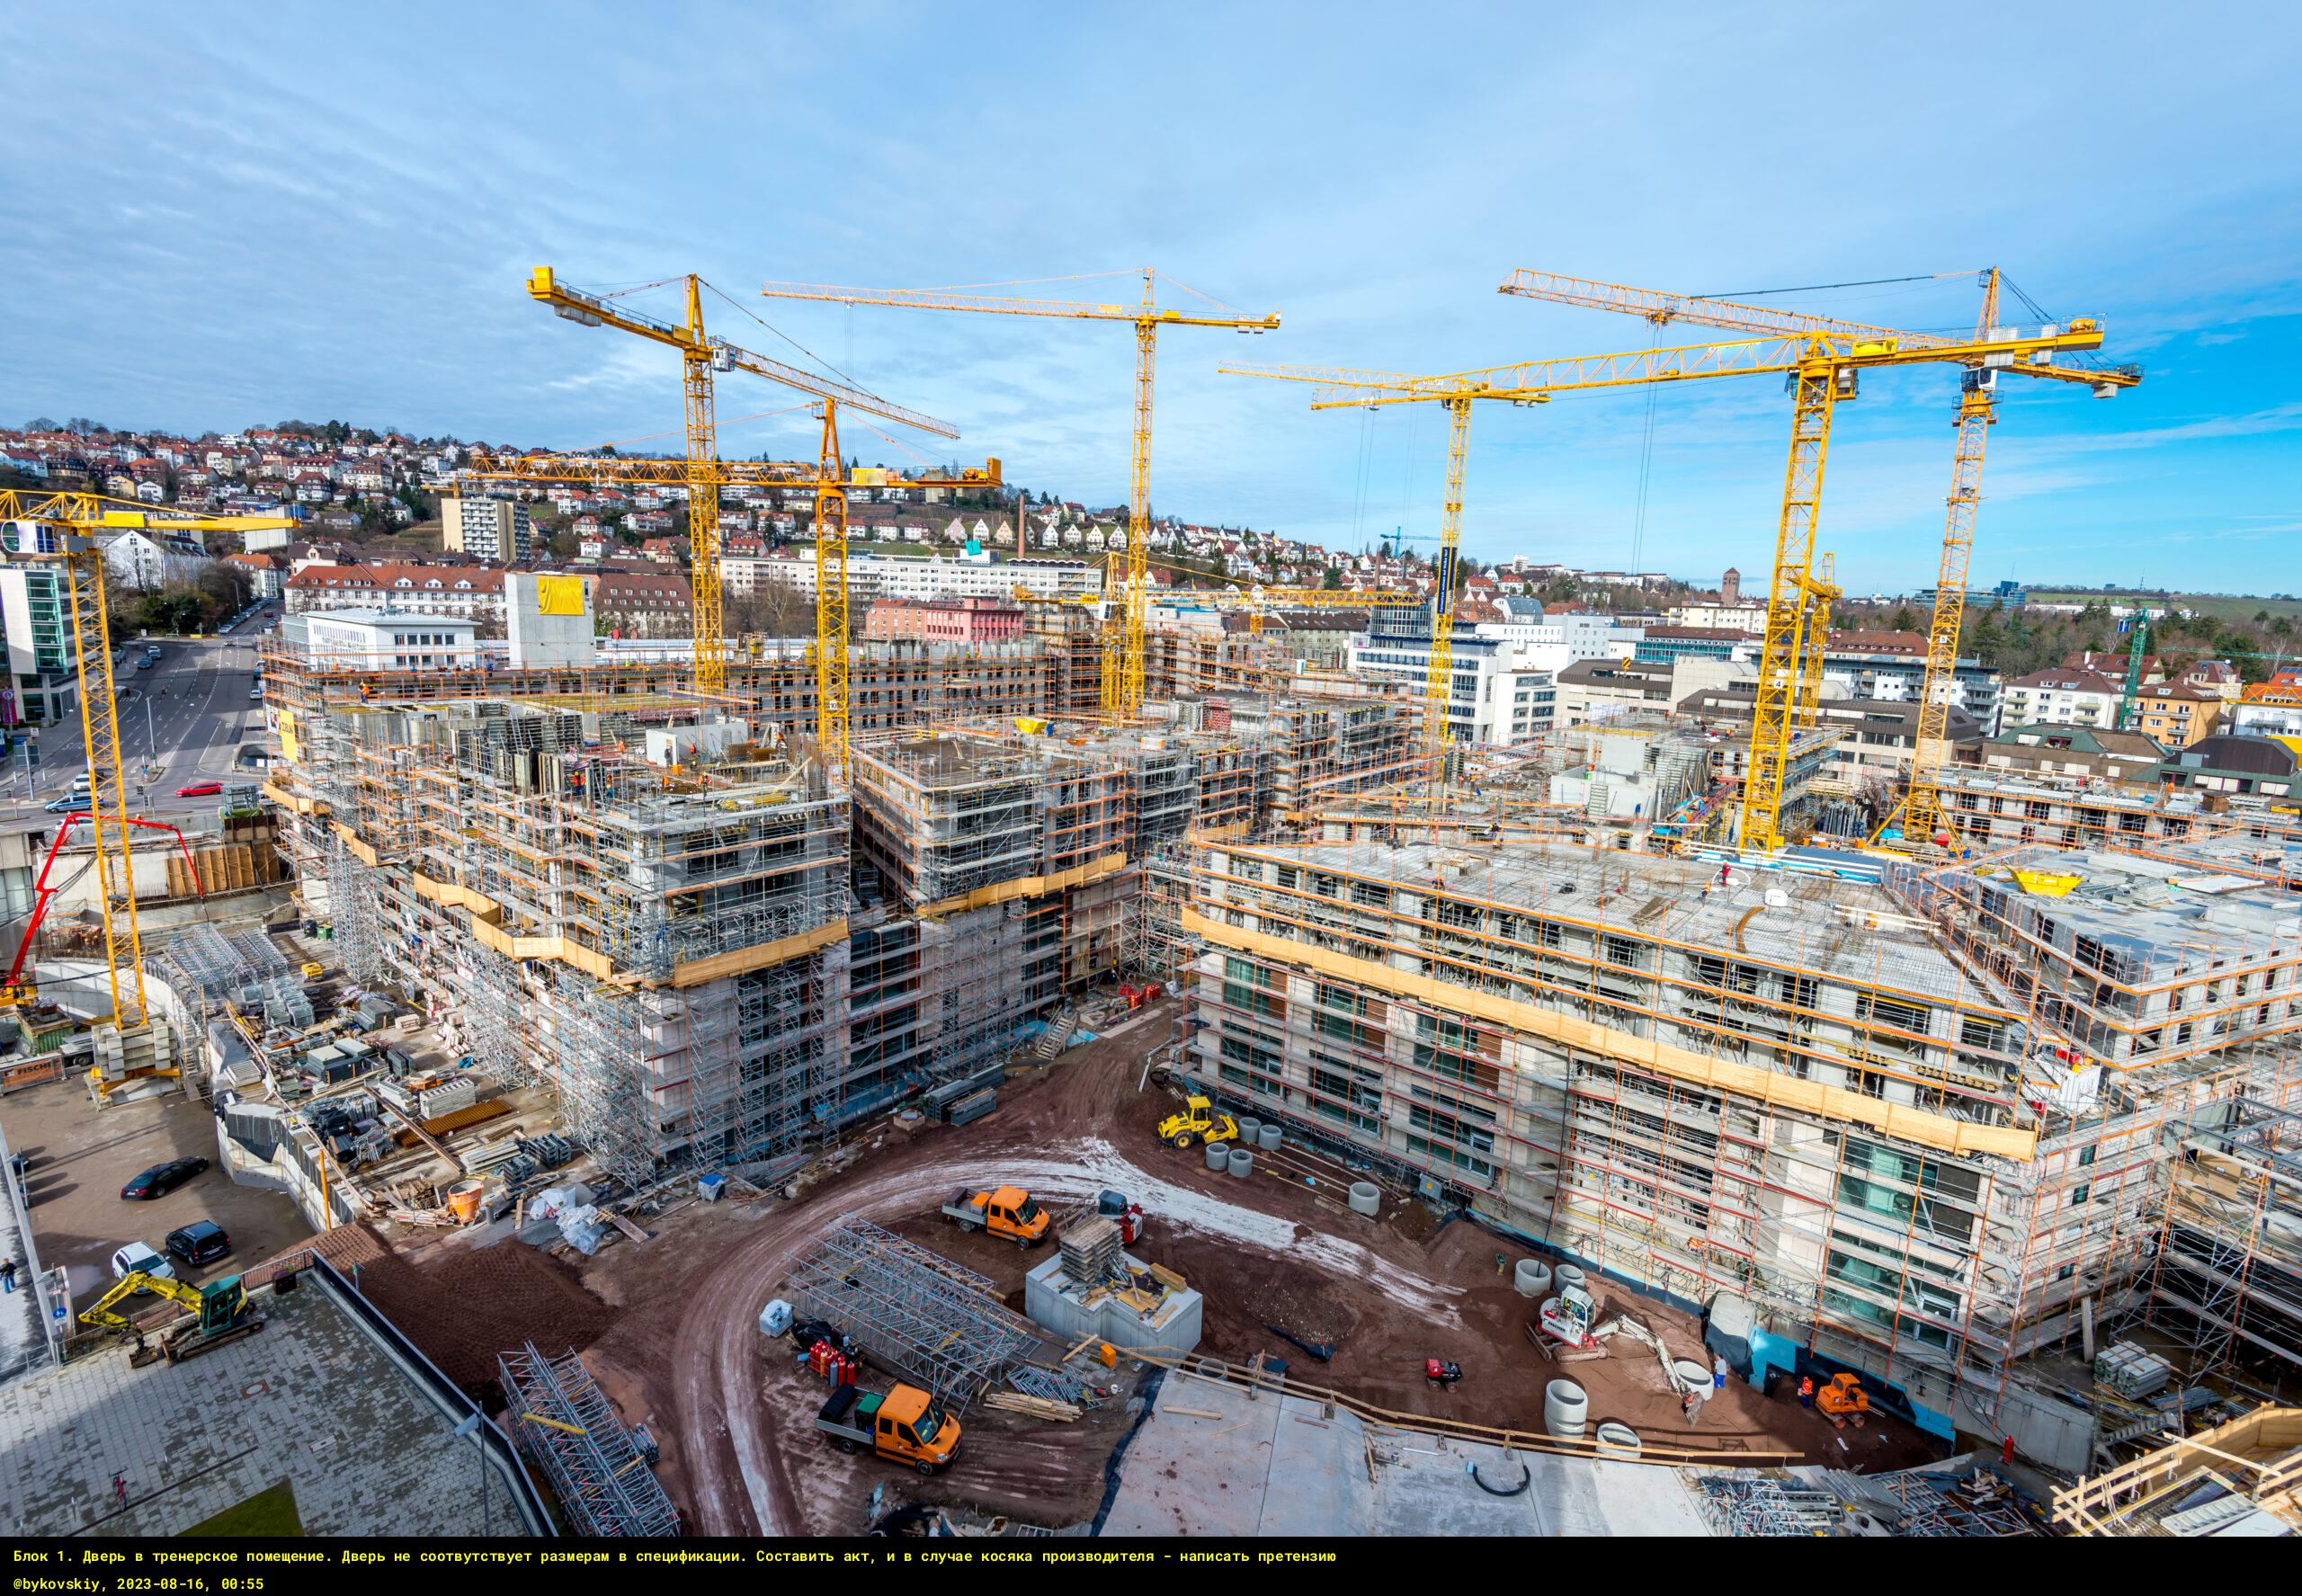 FISCH
Блок 1. Дверь в тренерское помещение. Дверь не соотвутствует размерам в спецификации. Составить акт, и в случае косяка производителя - написать претензию
@bykovskiy, 2023-08-16, 00:55